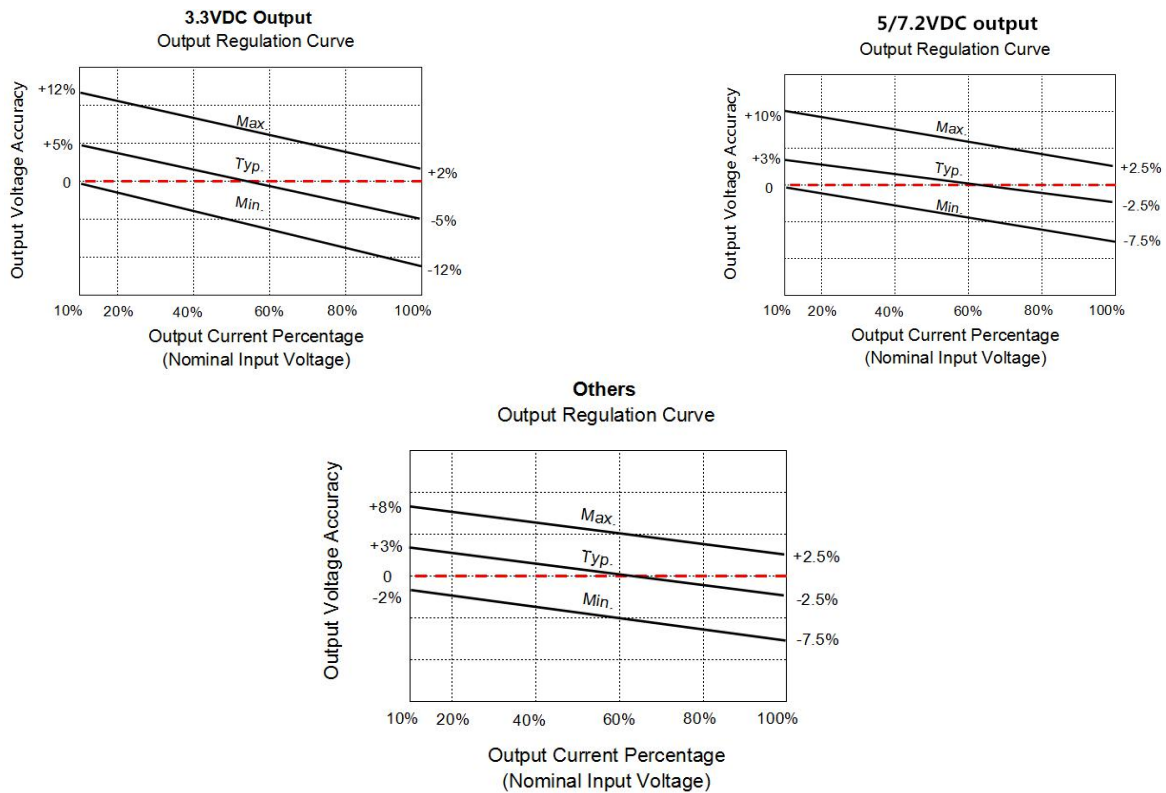 3.3VDC Output
Output Regulation Curve
Output Voltage Accuracy
+12%
+5%
0
Max.
Typ.
Min.
+2%
-5%
-12%
10% 20% 40% 60% 80% 100%
Output Current Percentage
(Nominal Input Voltage)
5/7.2VDC output
Output Regulation Curve
Output Voltage Accuracy
+10%
+3%
0
Max.
Typ.
Min.
+2.5%
-2.5%
-7.5%
10% 20% 40% 60% 80% 100%
Output Current Percentage
(Nominal Input Voltage)
Others
Output Regulation Curve
Output Voltage Accuracy
+8%
+3%
0
-2%
Max.
Typ.
Min.
+2.5%
-2.5%
-7.5%
10% 20% 40% 60% 80% 100%
Output Current Percentage
(Nominal Input Voltage)